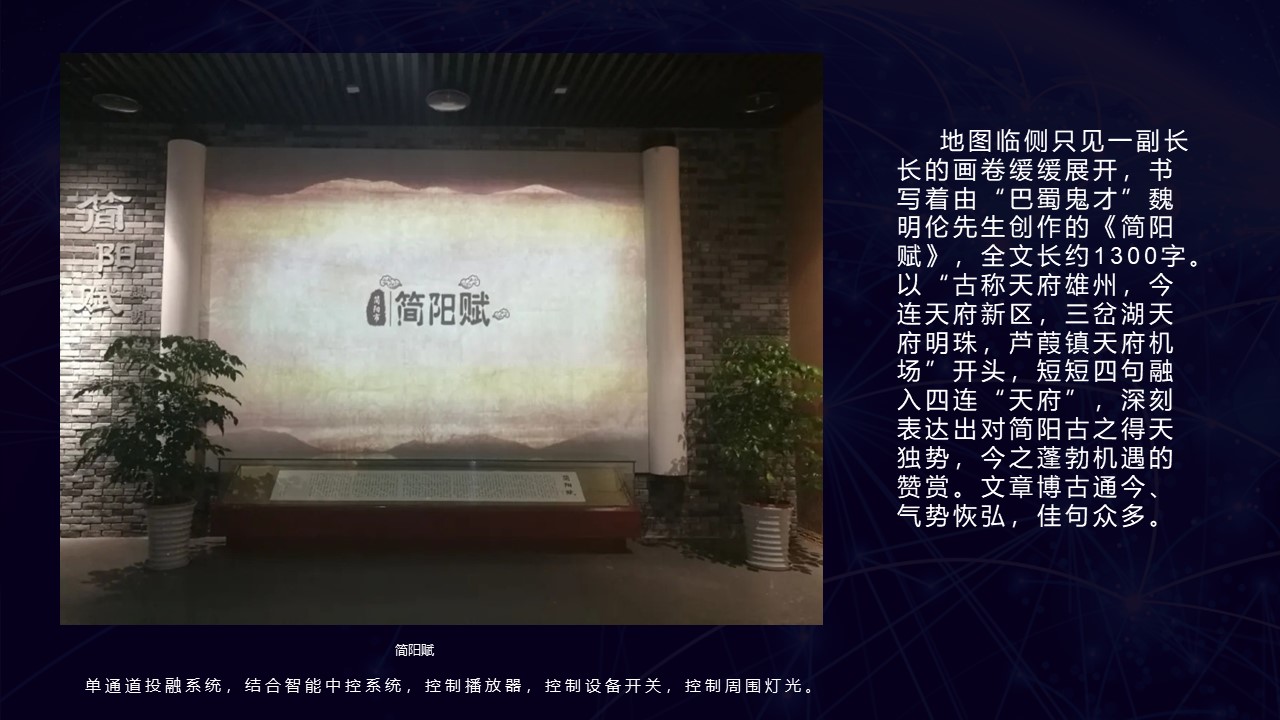 简
阳
赋
简阳赋
地图临侧只见一副长
长的画卷缓缓展开，书
写着由“巴蜀鬼才”魏
明伦先生创作的《简阳
赋》，全文长约1300字。
以“古称天府雄州，今
连天府新区，三岔湖天
府明珠，芦葭镇天府机
场”开头，短短四句融
入四连“天府”，深刻
表达出对简阳古之得天
独势，今之蓬勃机遇的
赞赏。文章博古通今、
气势恢弘，佳句众多。
简阳赋
单通道投融系统，结合智能中控系统，控制播放器，控制设备开关，控制周围灯光。